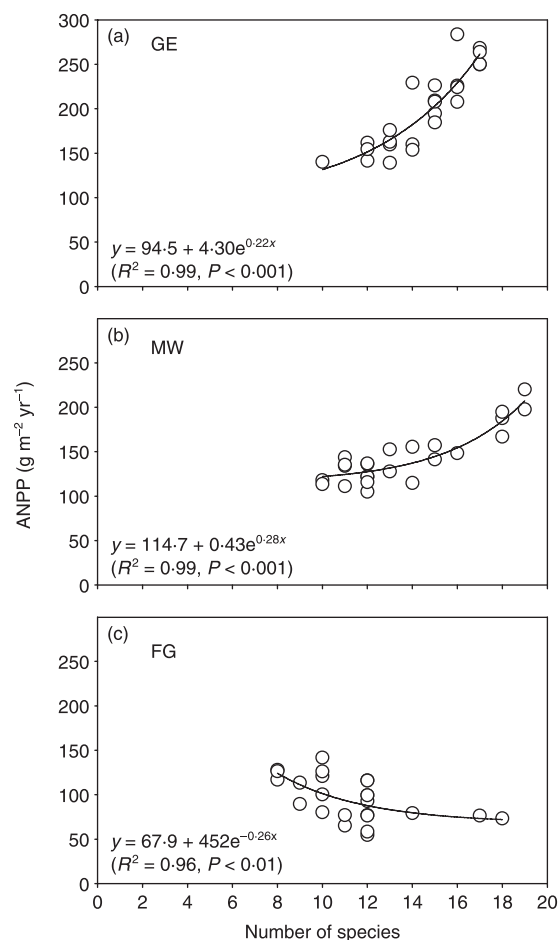 (a)
GE
300
250
200
150
100
50
0
y = 94·5 + 4·30e^0·22x
(R² = 0·99, P < 0·001)
(b)
MW
250
200
150
100
50
0
y = 114·7 + 0·43e^0·28x
(R² = 0·99, P < 0·001)
ANPP (g m⁻² yr⁻¹)
(c)
FG
250
200
150
100
50
0
y = 67·9 + 452e^−0·26x
(R² = 0·96, P < 0·01)
0 2 4 6 8 10 12 14 16 18 20
Number of species